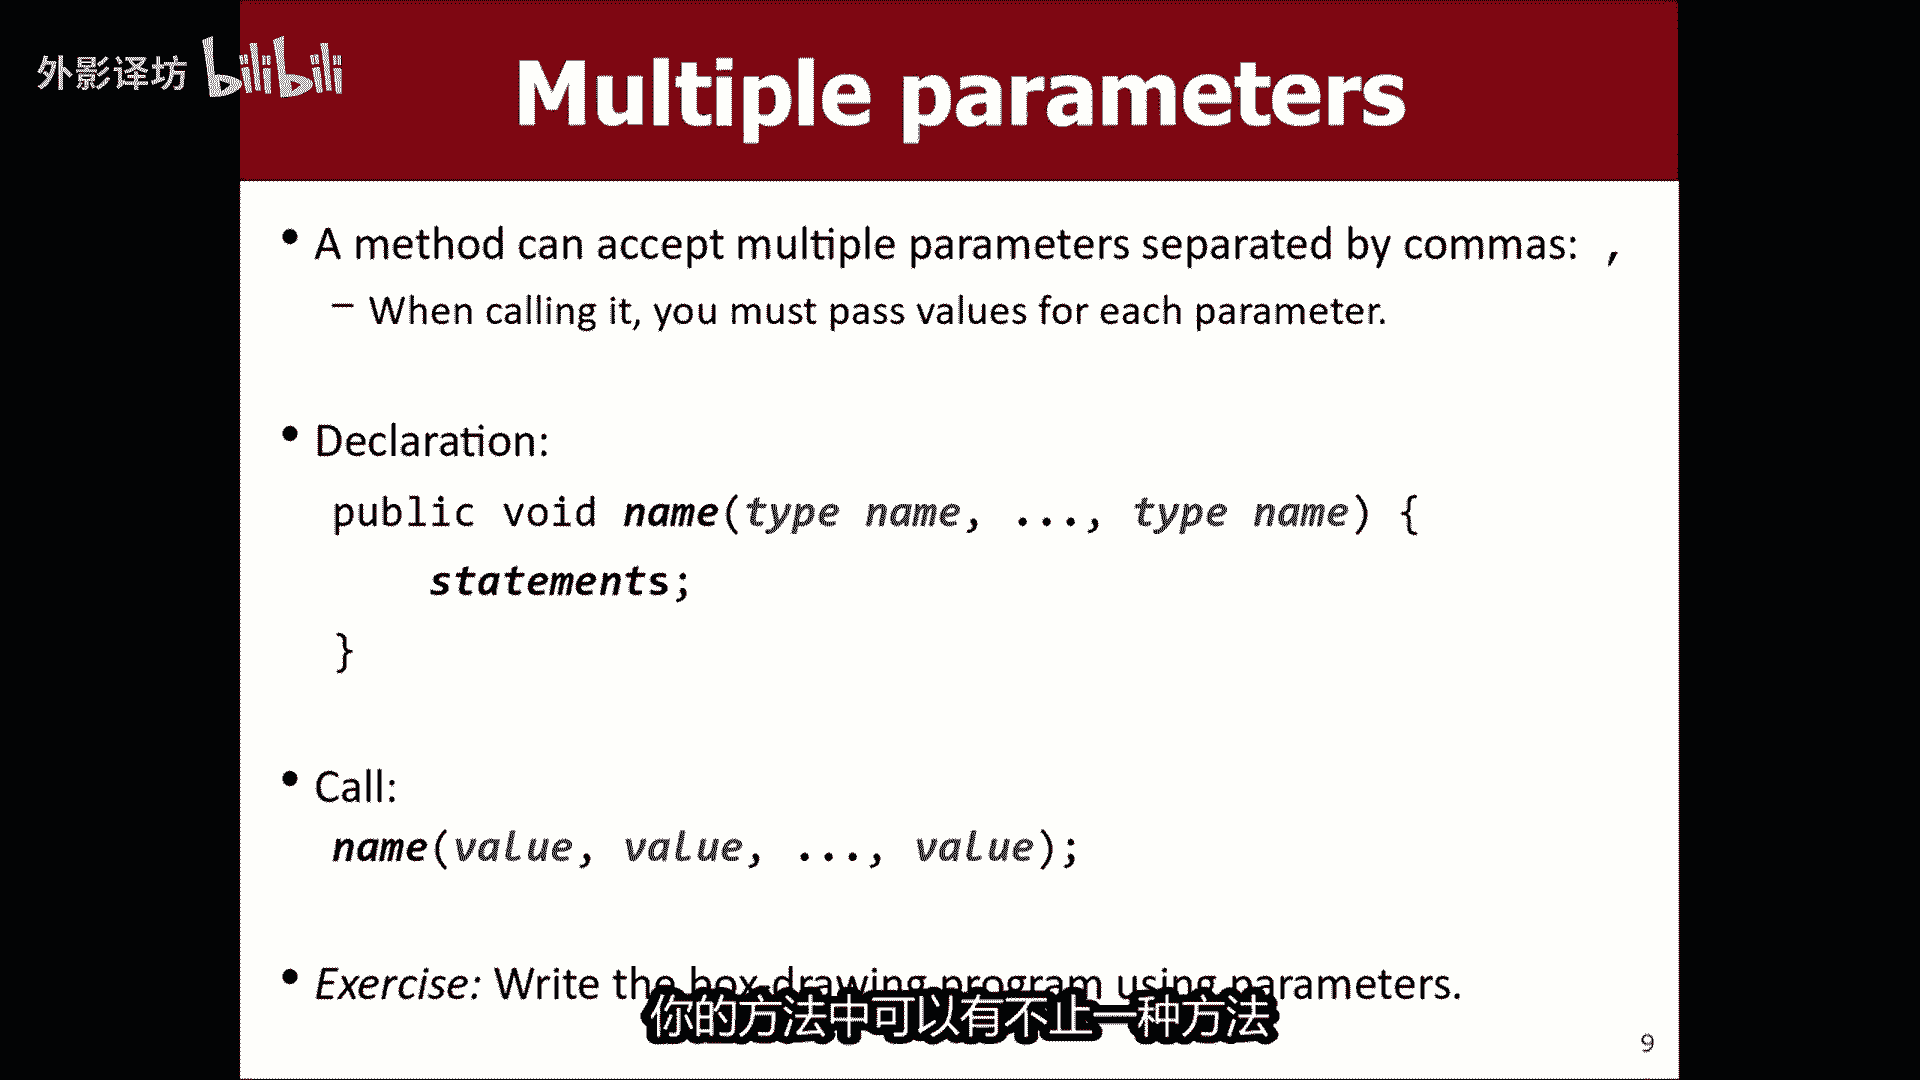 外影译坊 bilibili
Multiple parameters
• A method can accept multiple parameters separated by commas: ,
– When calling it, you must pass values for each parameter.
• Declaration:
public void name(type name, ..., type name) {
statements;
}
• Call:
name(value, value, ..., value);
• Exercise: Write the box-drawing program using parameters.
你的方法中可以有不止一种方法
9